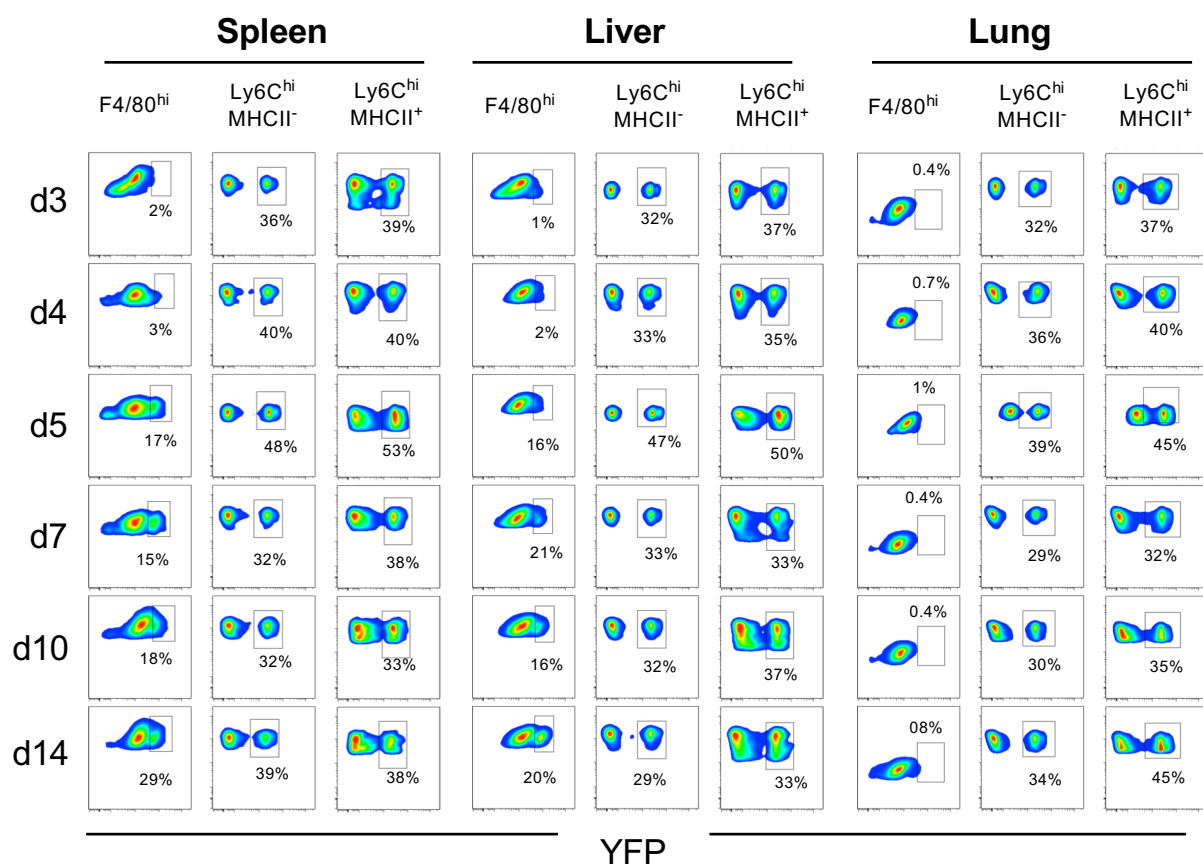 Spleen Liver Lung
F4/80hi Ly6Chi MHCII- Ly6Chi MHCII+ F4/80hi Ly6Chi MHCII- Ly6Chi MHCII+ F4/80hi Ly6Chi MHCII- Ly6Chi MHCII+
d3 2% 36% 39% 1% 32% 37% 0.4% 32% 37%
d4 3% 40% 40% 2% 33% 35% 0.7% 36% 40%
d5 17% 48% 53% 16% 47% 50% 1% 39% 45%
d7 15% 32% 38% 21% 33% 33% 0.4% 29% 32%
d10 18% 32% 33% 16% 32% 37% 0.4% 30% 35%
d14 29% 39% 38% 20% 29% 33% 08% 34% 45%
YFP